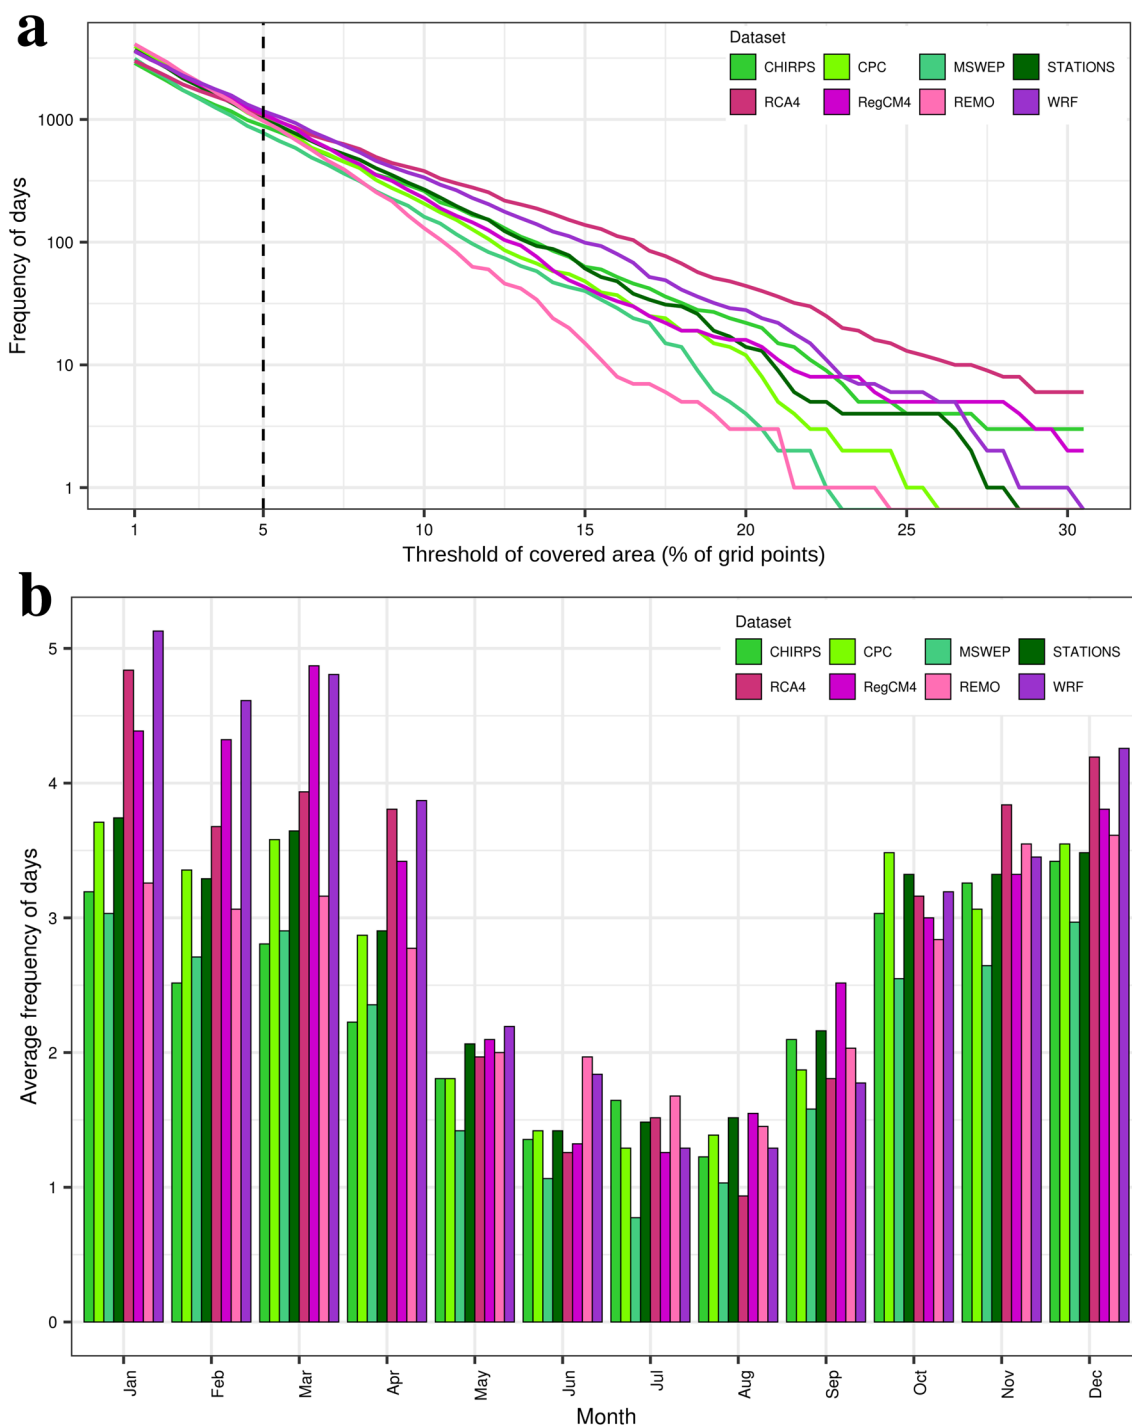 a
Dataset
CHIRPS CPC MSWEP STATIONS
RCA4 RegCM4 REMO WRF
Frequency of days
1000
100
10
1
1 5 10 15 20 25 30
Threshold of covered area (% of grid points)
b
Dataset
CHIRPS CPC MSWEP STATIONS
RCA4 RegCM4 REMO WRF
Average frequency of days
5
4
3
2
1
0
Jan Feb Mar Apr May Jun Jul Aug Sep Oct Nov Dec
Month